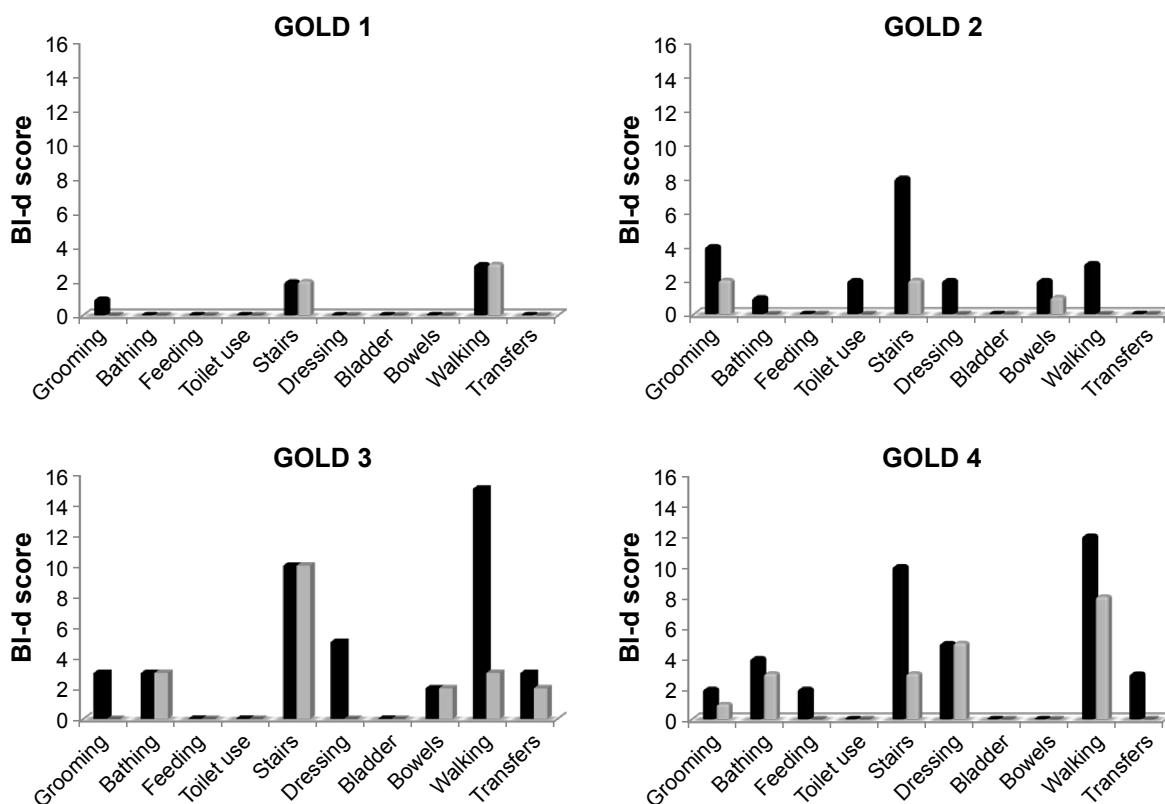 GOLD 1
BI-d score
16
14
12
10
8
6
4
2
0
Grooming
Bathing
Feeding
Toilet use
Stairs
Dressing
Bladder
Bowels
Walking
Transfers
GOLD 2
BI-d score
16
14
12
10
8
6
4
2
0
Grooming
Bathing
Feeding
Toilet use
Stairs
Dressing
Bladder
Bowels
Walking
Transfers
GOLD 3
BI-d score
16
14
12
10
8
6
4
2
0
Grooming
Bathing
Feeding
Toilet use
Stairs
Dressing
Bladder
Bowels
Walking
Transfers
GOLD 4
BI-d score
16
14
12
10
8
6
4
2
0
Grooming
Bathing
Feeding
Toilet use
Stairs
Dressing
Bladder
Bowels
Walking
Transfers